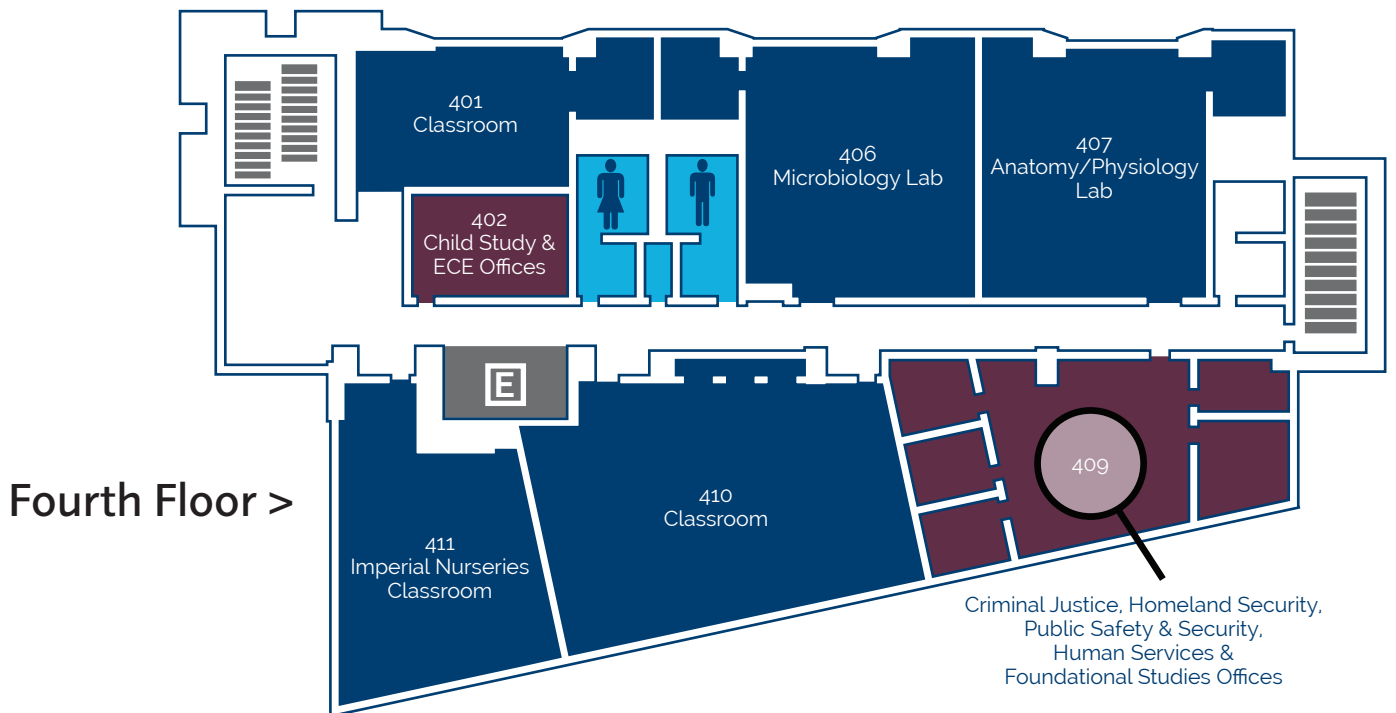 401
Classroom
402
Child Study &
ECE Offices
406
Microbiology Lab
407
Anatomy/Physiology
Lab
E
409
Fourth Floor >
410
Classroom
411
Imperial Nurseries
Classroom
Criminal Justice, Homeland Security,
Public Safety & Security,
Human Services &
Foundational Studies Offices